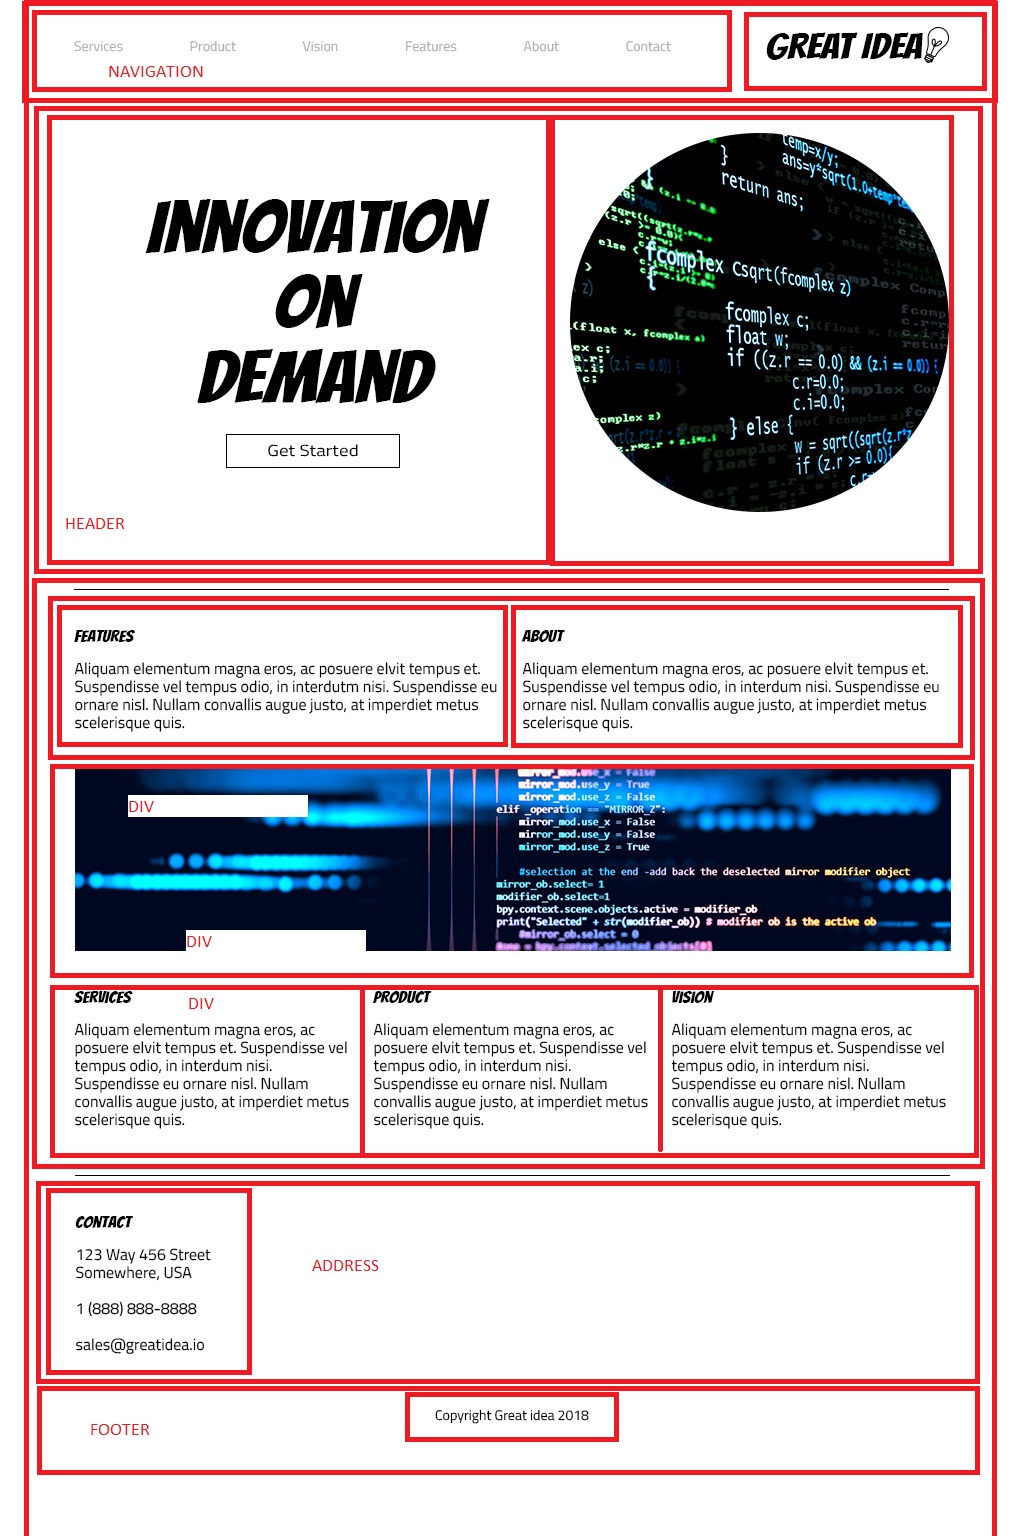 Services Product Vision Features About Contact
NAVIGATION
GREAT IDEA
INNOVATION
ON
DEMAND
Get Started
HEADER
temp=x/y;
}
return ans;
else <
fcomplex Csqrt(fcomplex z)
{
fcomplex c;
float w;
if ((z.r == 0.0) && (z.i == 0.0)) {
c.r=0.0;
c.i=0.0;
} else {
if (z.r >= 0.0){
FEATURES
Aliquam elementum magna eros, ac posuere elvit tempus et.
Suspendisse vel tempus odio, in interdutm nisi. Suspendisse eu
ornare nisl. Nullam convallis augue justo, at imperdiet metus
scelerisque quis.
ABOUT
Aliquam elementum magna eros, ac posuere elvit tempus et.
Suspendisse vel tempus odio, in interdum nisi. Suspendisse eu
ornare nisl. Nullam convallis augue justo, at imperdiet metus
scelerisque quis.
DIV
mirror_mod.use_x = False
mirror_mod.use_y = True
mirror_mod.use_z = False
elif _operation == "MIRROR_Z":
mirror_mod.use_x = False
mirror_mod.use_y = False
mirror_mod.use_z = True
#selection at the end -add back the deselected mirror modifier object
mirror_ob.select= 1
modifier_ob.select=1
bpy.context.scene.objects.active = modifier_ob
print("Selected" + str(modifier_ob)) # modifier ob is the active ob
#mirror_ob.select = 0
DIV
SERVICES
DIV
Aliquam elementum magna eros, ac
posuere elvit tempus et. Suspendisse vel
tempus odio, in interdum nisi.
Suspendisse eu ornare nisl. Nullam
convallis augue justo, at imperdiet metus
scelerisque quis.
PRODUCT
Aliquam elementum magna eros, ac
posuere elvit tempus et. Suspendisse vel
tempus odio, in interdum nisi.
Suspendisse eu ornare nisl. Nullam
convallis augue justo, at imperdiet metus
scelerisque quis.
VISION
Aliquam elementum magna eros, ac
posuere elvit tempus et. Suspendisse vel
tempus odio, in interdum nisi.
Suspendisse eu ornare nisl. Nullam
convallis augue justo, at imperdiet metus
scelerisque quis.
CONTACT
123 Way 456 Street
Somewhere, USA
1 (888) 888-8888
sales@greatidea.io
ADDRESS
Copyright Great idea 2018
FOOTER